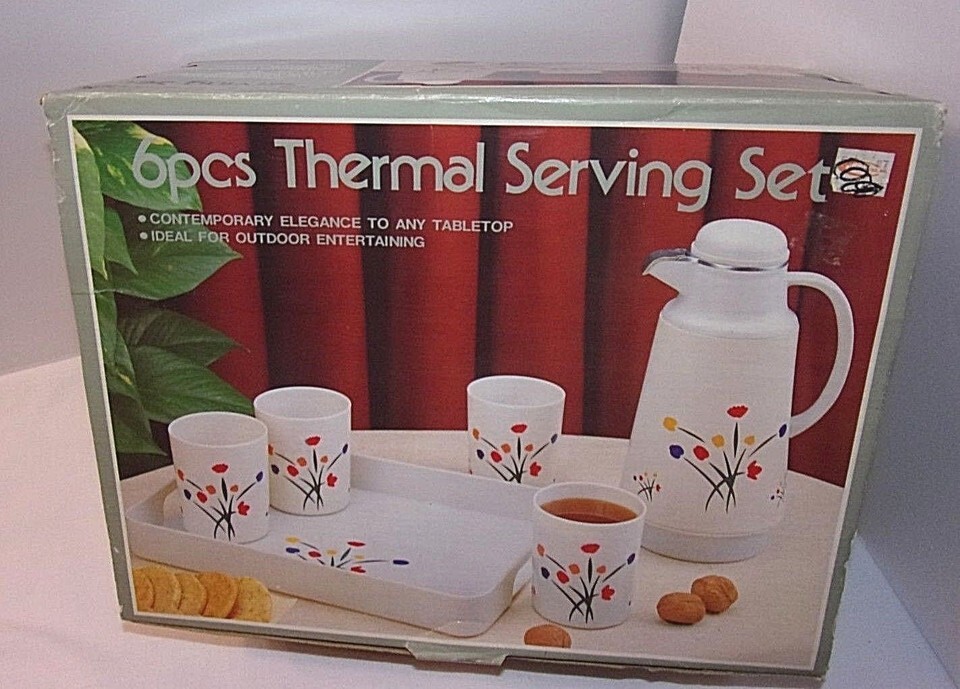 6pcs Thermal Serving Set
• CONTEMPORARY ELEGANCE TO ANY TABLETOP
• IDEAL FOR OUTDOOR ENTERTAINING